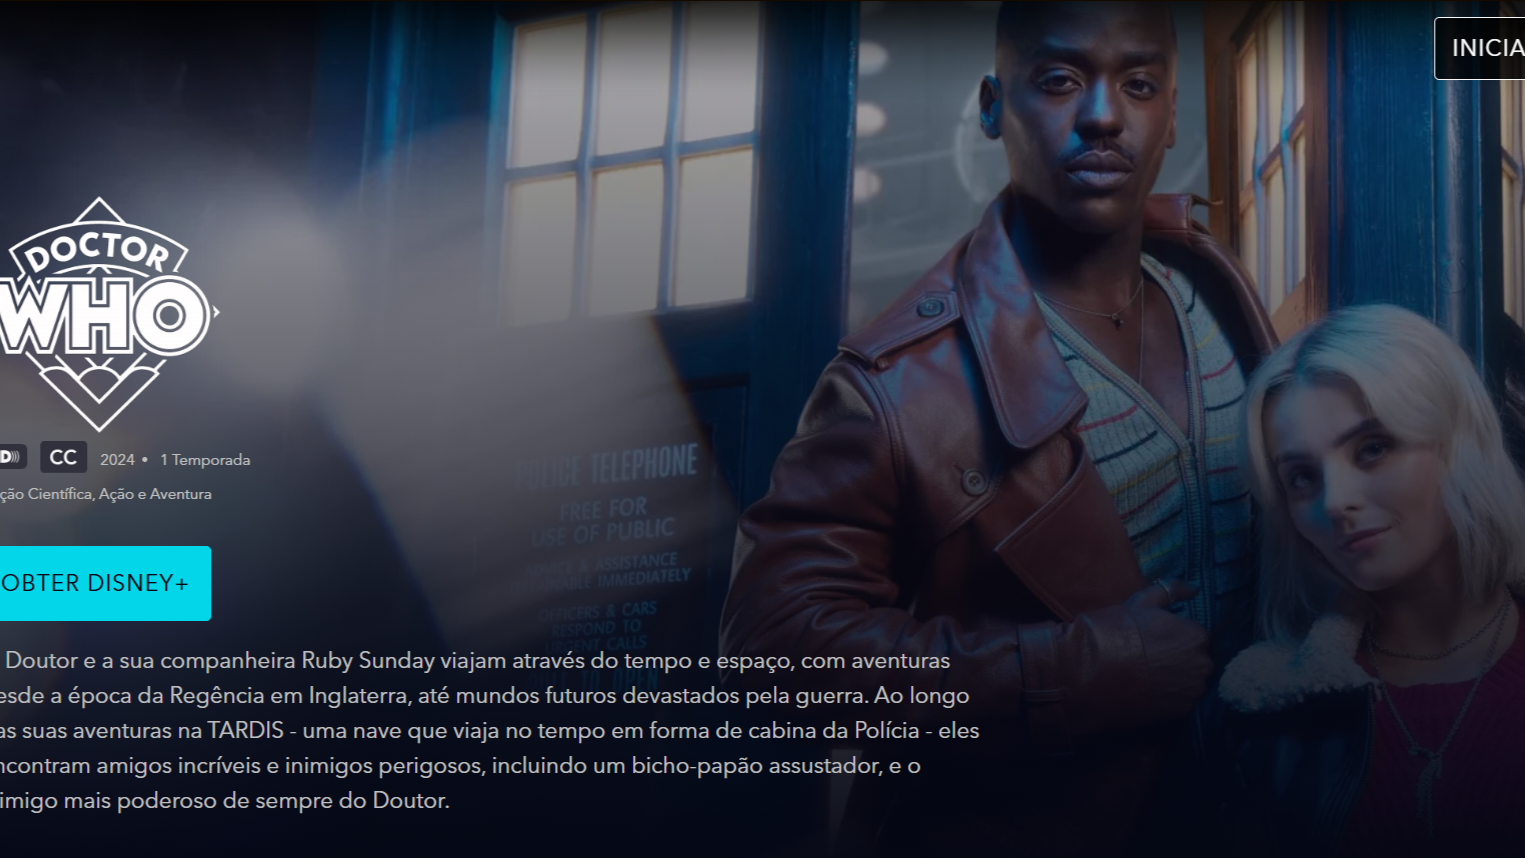 INICIA
DOCTOR
WHO
POLICE TELEPHONE
FREE FOR
USE OF PUBLIC
ADVICE & ASSISTANCE
IMMEDIATELY
OFFICERS & CARS
RESPOND TO
URGENT CALLS
D CC 2024 • 1 Temporada
ção Científica, Ação e Aventura
OBTER DISNEY+
Doutor e a sua companheira Ruby Sunday viajam através do tempo e espaço, com aventuras
esde a época da Regência em Inglaterra, até mundos futuros devastados pela guerra. Ao longo
as suas aventuras na TARDIS - uma nave que viaja no tempo em forma de cabina da Polícia - eles
ncontram amigos incríveis e inimigos perigosos, incluindo um bicho-papão assustador, e o
imigo mais poderoso de sempre do Doutor.